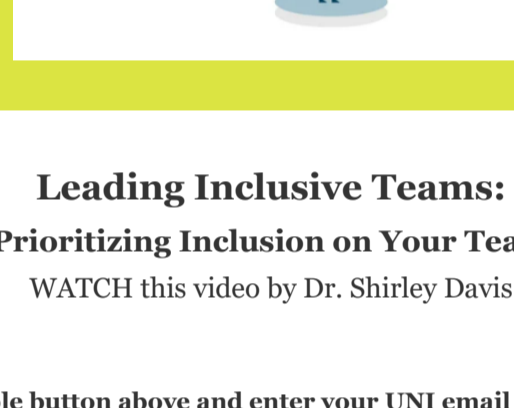 Leading Inclusive Teams:
Prioritizing Inclusion on Your Tea
WATCH this video by Dr. Shirley Davis
button above and enter your UNI email